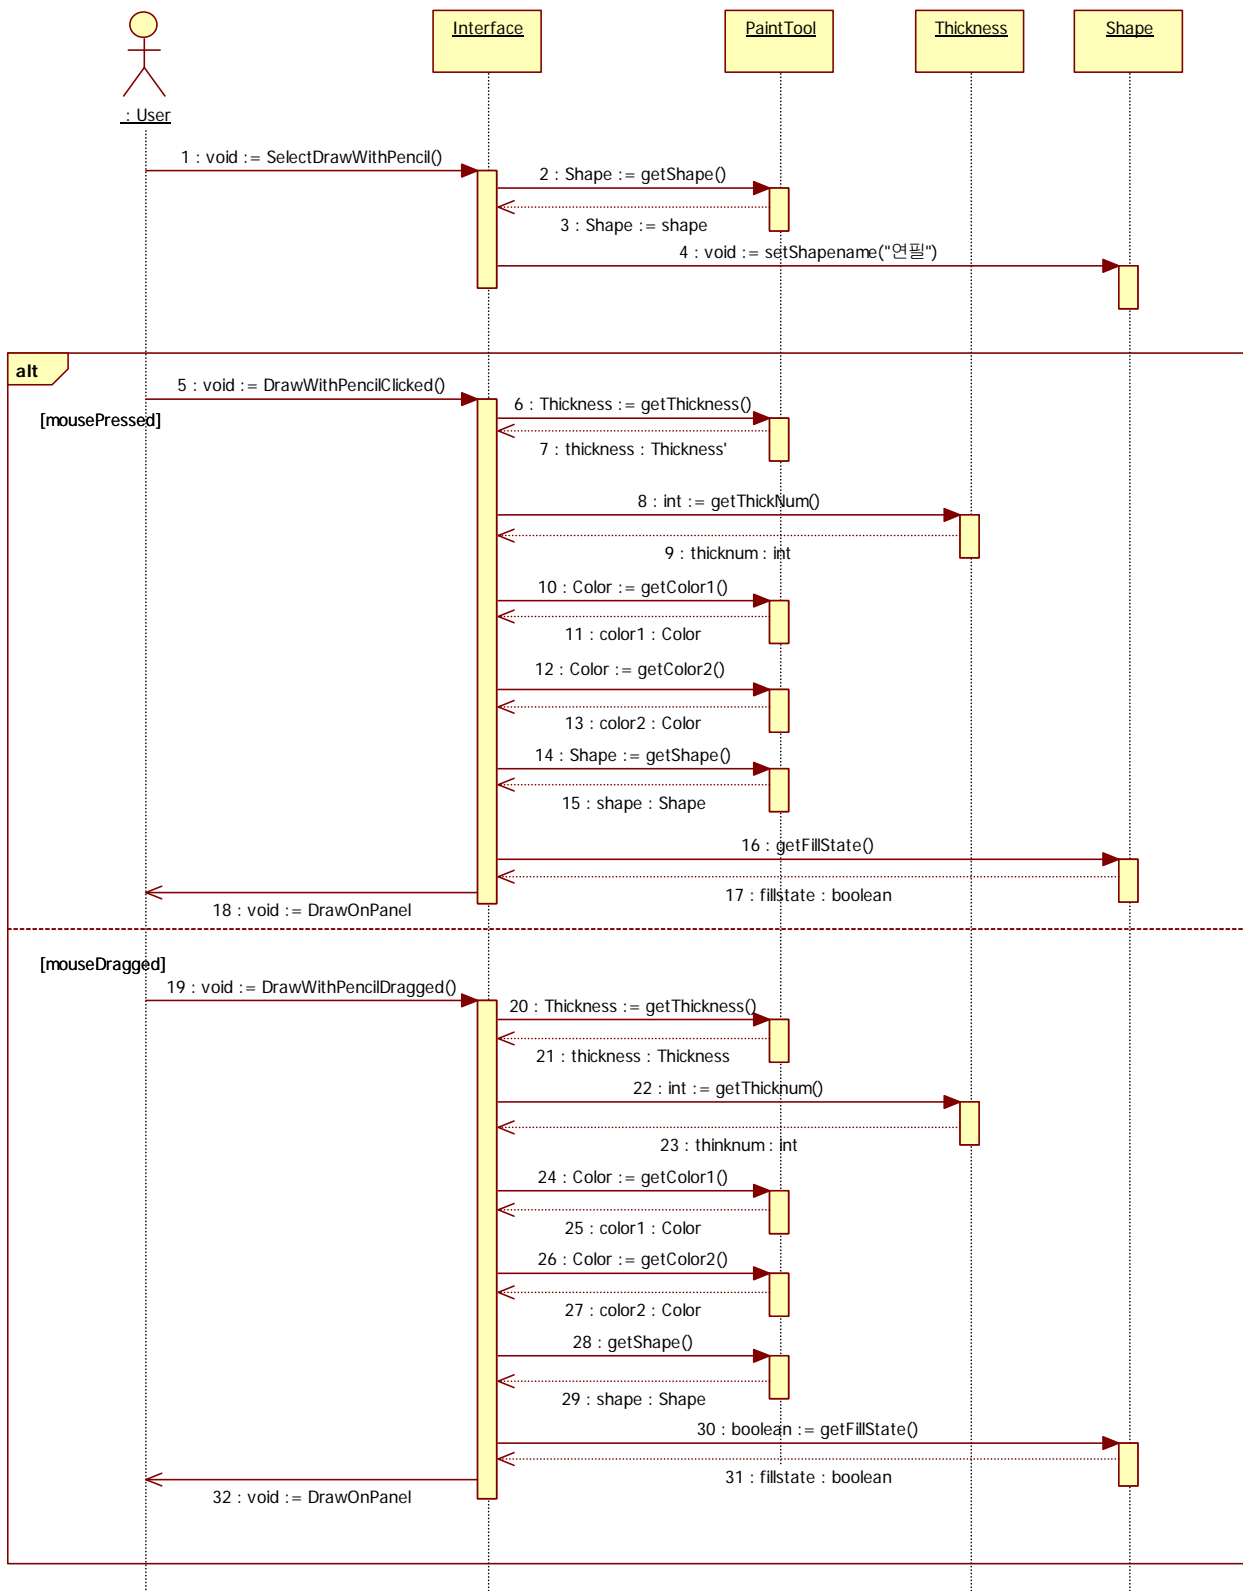 Interface
PaintTool
Thickness
Shape
: User
1 : void := SelectDrawWithPencil()
2 : Shape := getShape()
3 : Shape := shape
4 : void := setShapename("연필")
alt
5 : void := DrawWithPencilClicked()
[mousePressed]
6 : Thickness := getThickness()
7 : thickness : Thickness'
8 : int := getThickNum()
9 : thicknum : int
10 : Color := getColor1()
11 : color1 : Color
12 : Color := getColor2()
13 : color2 : Color
14 : Shape := getShape()
15 : shape : Shape
16 : getFillState()
17 : fillstate : boolean
18 : void := DrawOnPanel
[mouseDragged]
19 : void := DrawWithPencilDragged()
20 : Thickness := getThickness()
21 : thickness : Thickness
22 : int := getThicknum()
23 : thinknum : int
24 : Color := getColor1()
25 : color1 : Color
26 : Color := getColor2()
27 : color2 : Color
28 : getShape()
29 : shape : Shape
30 : boolean := getFillState()
31 : fillstate : boolean
32 : void := DrawOnPanel